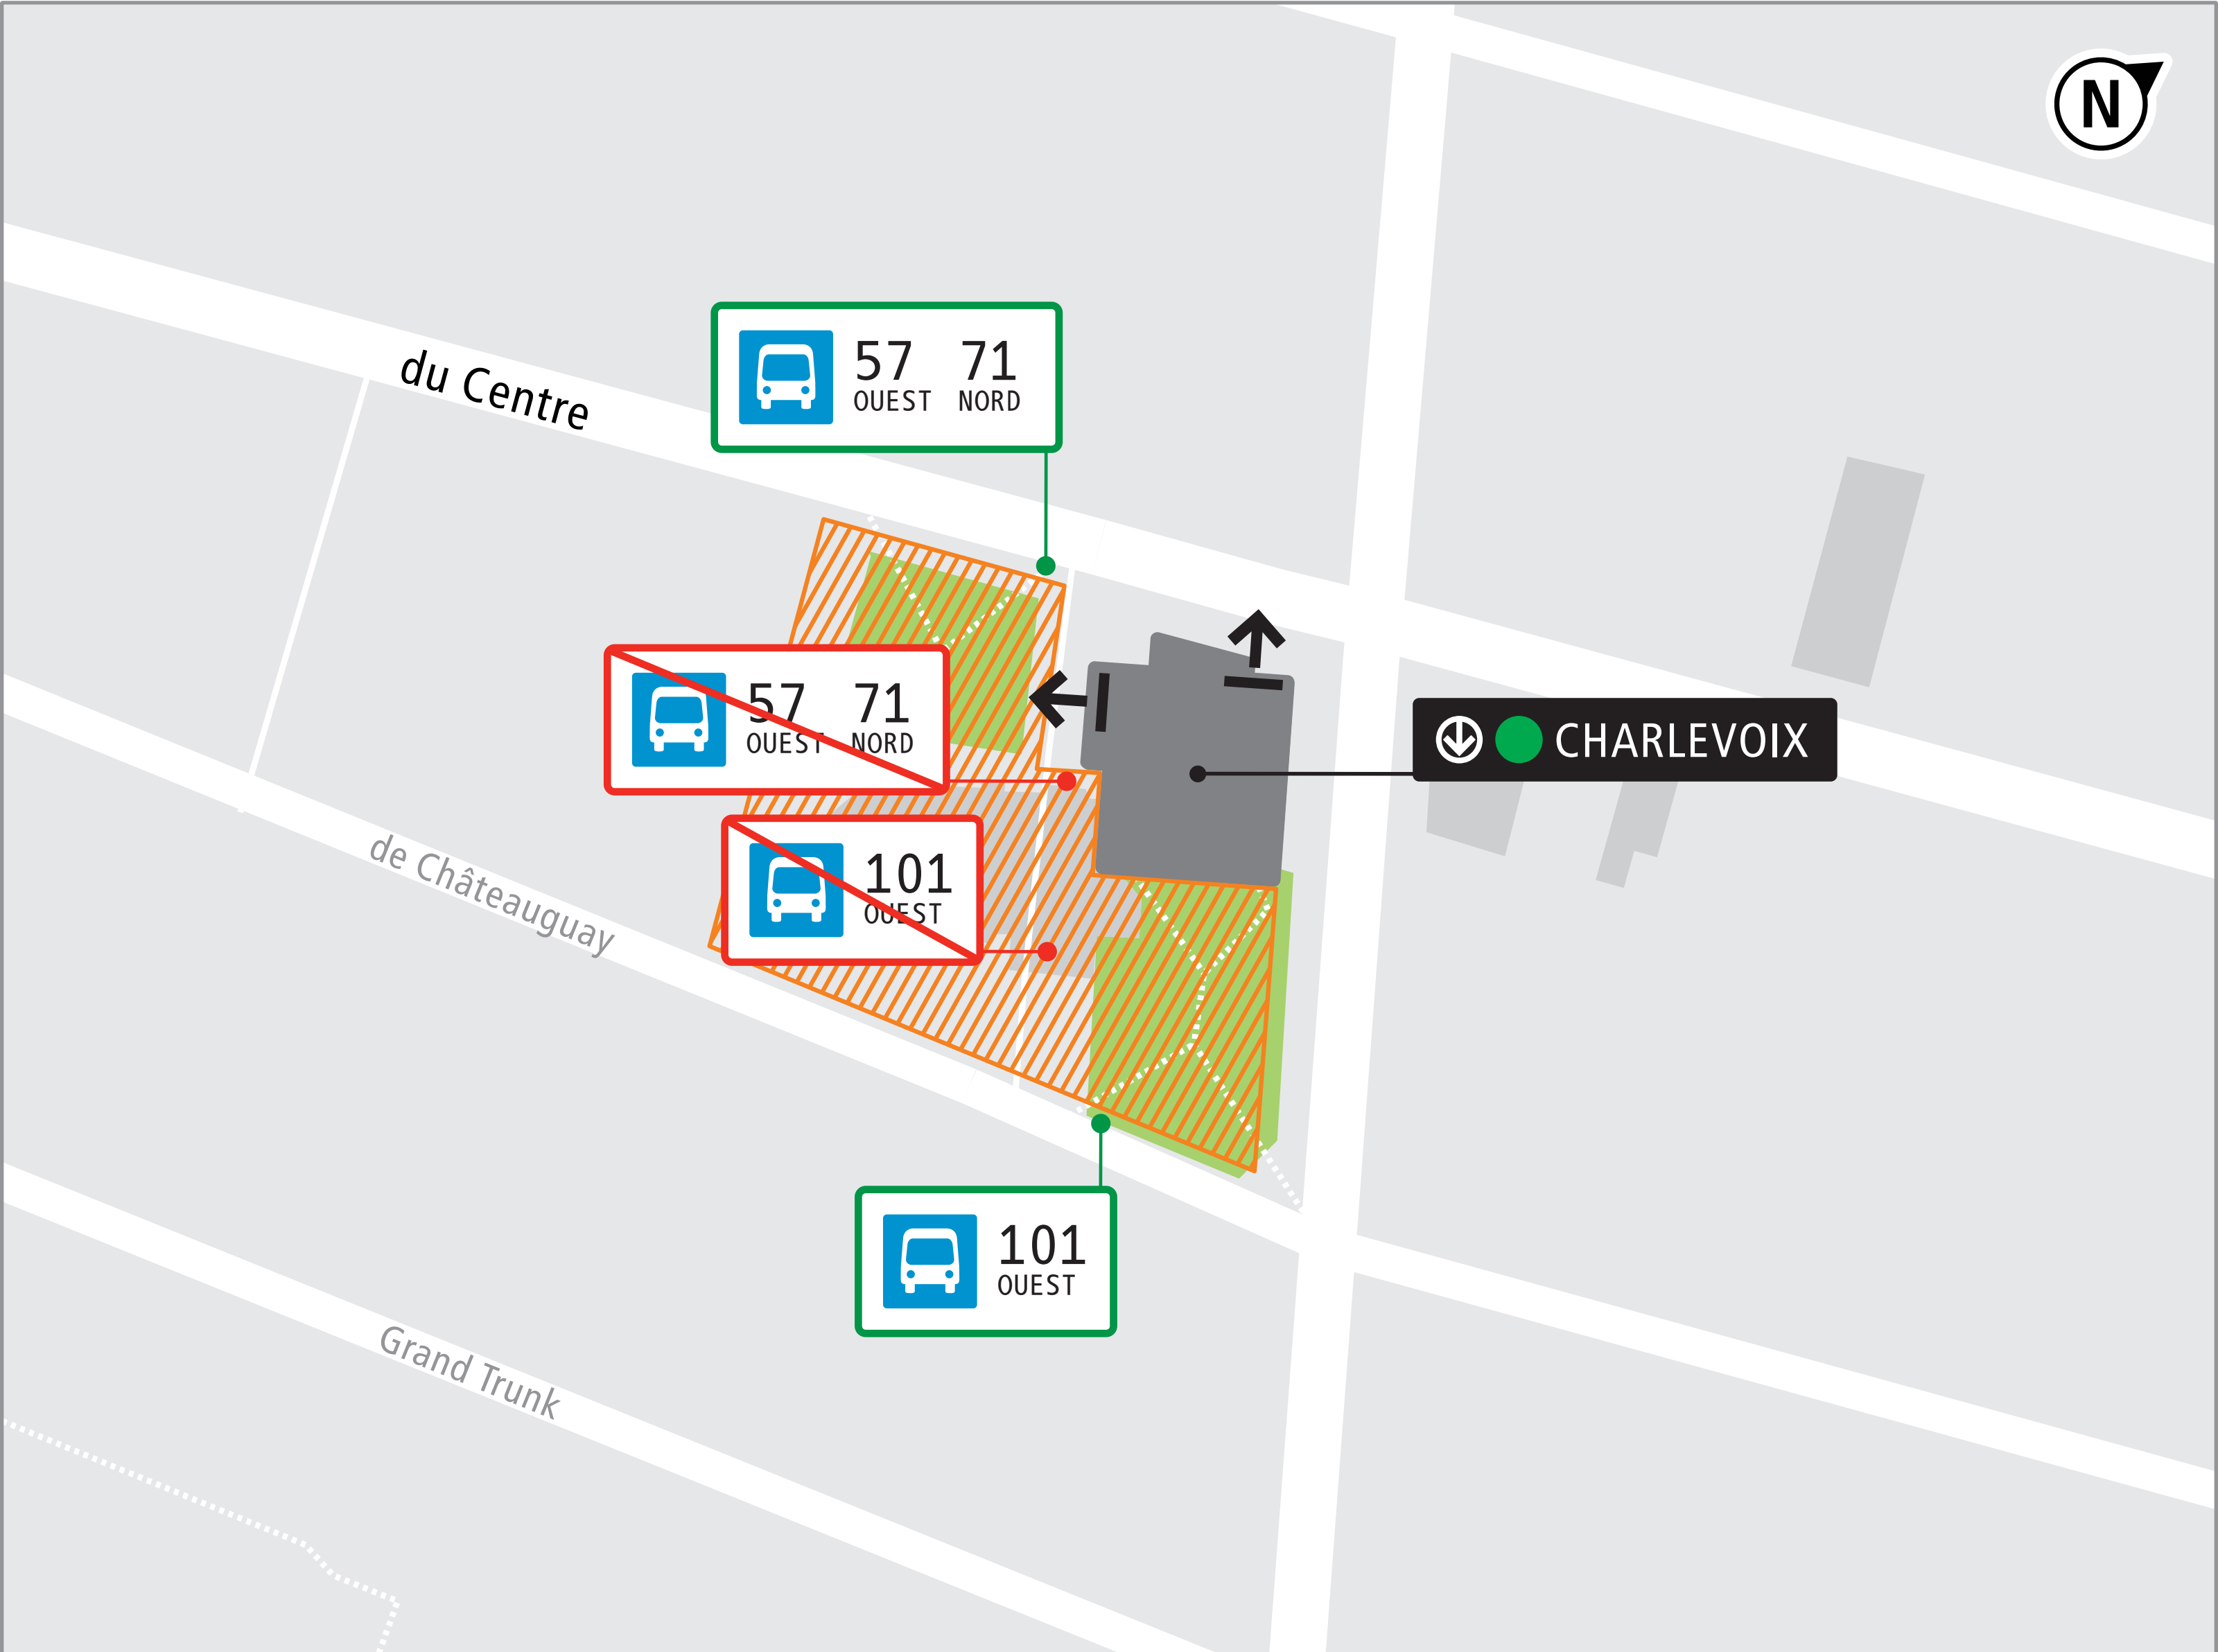 N
57 71
OUEST NORD
du Centre
57 71
OUEST NORD
CHARLEVOIX
101
OUEST
de Châteauguay
101
OUEST
Grand Trunk